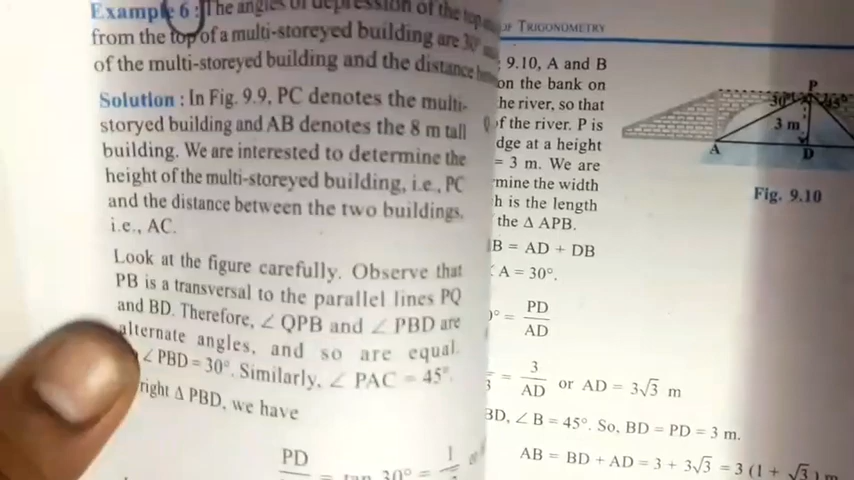 Example 6 : The angles of depression of the top
from the top of a multi-storeyed building are 30°
of the multi-storeyed building and the distance
Solution : In Fig. 9.9, PC denotes the multi-
storyed building and AB denotes the 8 m tall
building. We are interested to determine the
height of the multi-storeyed building, i.e., PC
and the distance between the two buildings,
i.e., AC.
Look at the figure carefully. Observe that
PB is a transversal to the parallel lines PQ
and BD. Therefore, ∠ QPB and ∠ PBD are
alternate angles, and so are equal.
∠ PBD = 30°. Similarly, ∠ PAC = 45°.
right Δ PBD, we have
PD
= tan 30° = 1
OF TRIGONOMETRY
9.10, A and B
on the bank on
the river, so that
of the river. P is
at a height
= 3 m. We are
the width
h is the length
the Δ APB.
B = AD + DB
A = 30°.
= PD
AD
= 3
AD or AD = 3√3 m
BD, ∠ B = 45°. So, BD = PD = 3 m.
AB = BD + AD = 3 + 3√3 = 3 (1 + √3) m
P
30° 45°
3 m
A
D
Fig. 9.10